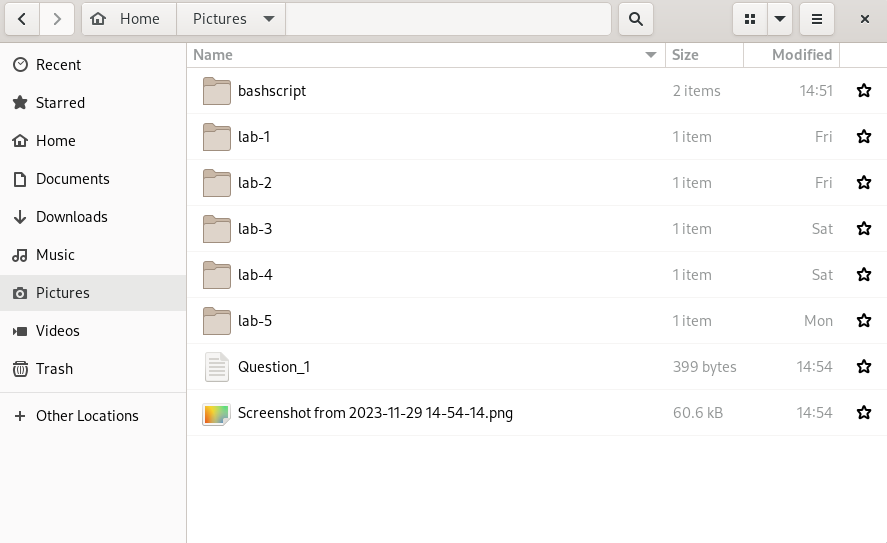 Home Pictures
Name Size Modified
Recent
Starred
Home
Documents
Downloads
Music
Pictures
Videos
Trash
Other Locations
bashscript 2 items 14:51
lab-1 1 item Fri
lab-2 1 item Fri
lab-3 1 item Sat
lab-4 1 item Sat
lab-5 1 item Mon
Question_1 399 bytes 14:54
Screenshot from 2023-11-29 14-54-14.png 60.6 kB 14:54